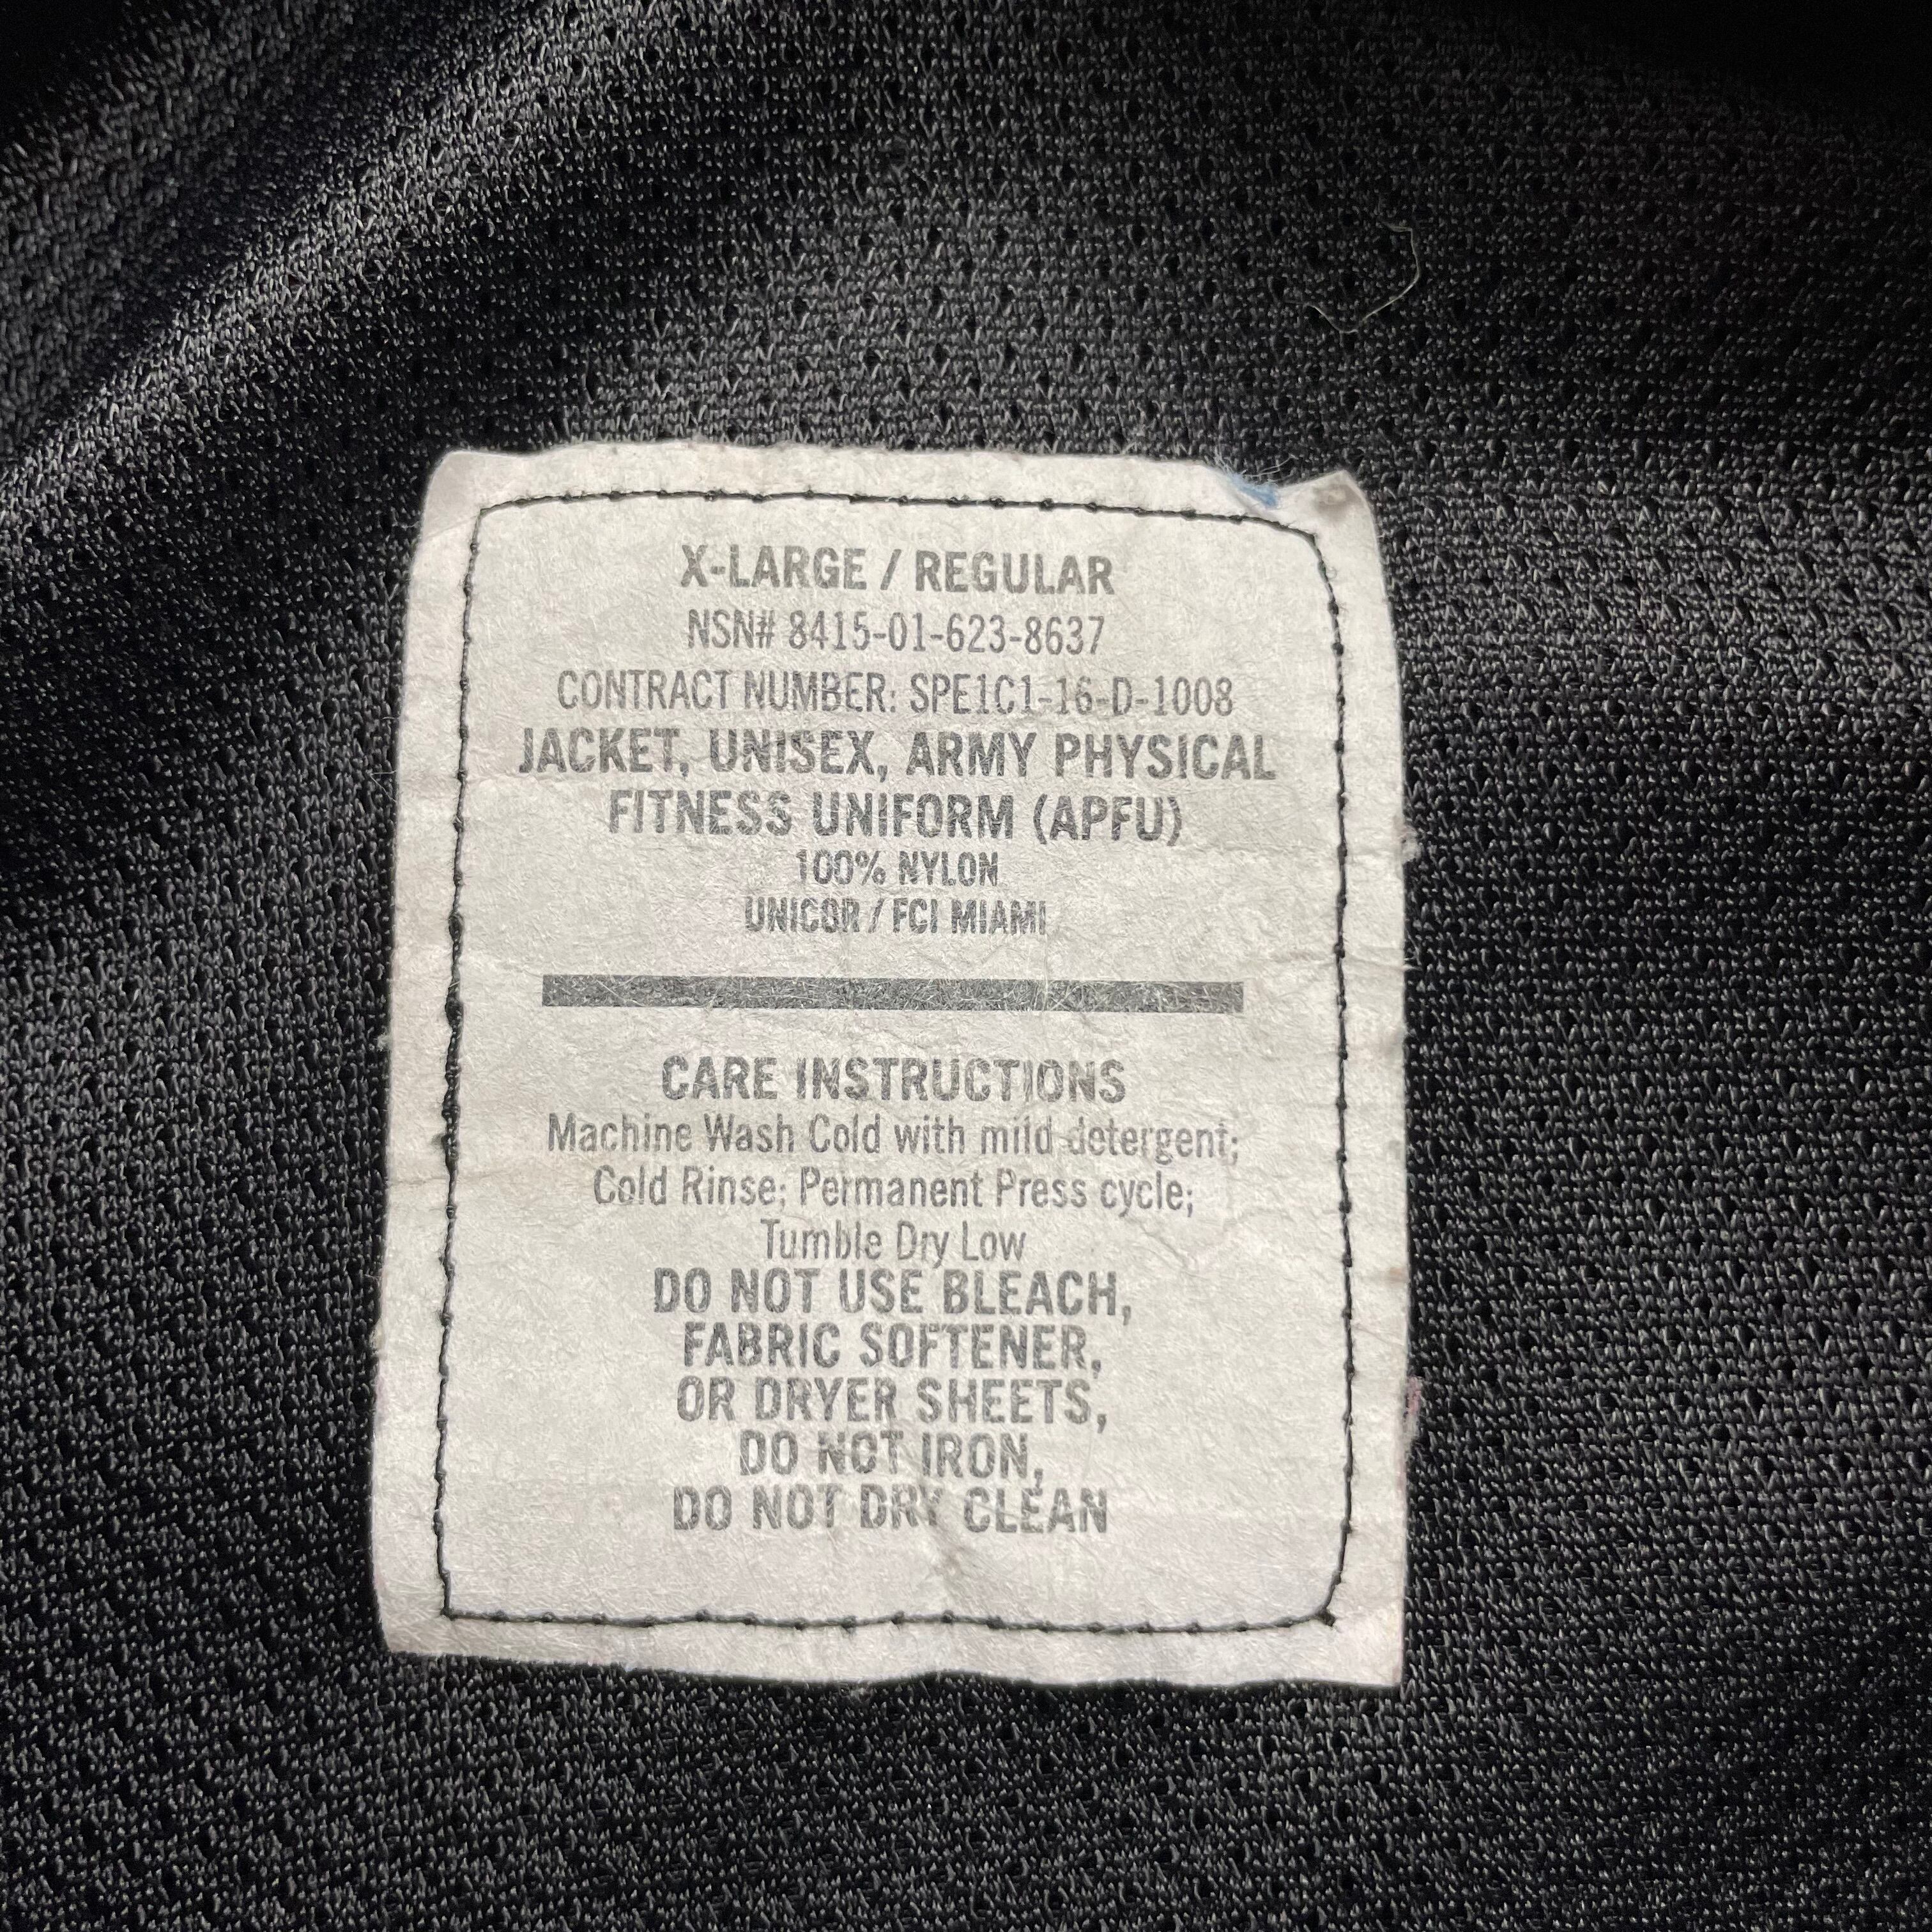 X-LARGE / REGULAR
NSN# 8415-01-623-8637
CONTRACT NUMBER: SPE1C1-16-D-1008
JACKET, UNISEX, ARMY PHYSICAL
FITNESS UNIFORM (APFU)
100% NYLON
UNICOR / FCI MIAMI
CARE INSTRUCTIONS
Machine Wash Cold with mild detergent;
Cold Rinse; Permanent Press cycle;
Tumble Dry Low
DO NOT USE BLEACH,
FABRIC SOFTENER,
OR DRYER SHEETS,
DO NOT IRON,
DO NOT DRY CLEAN